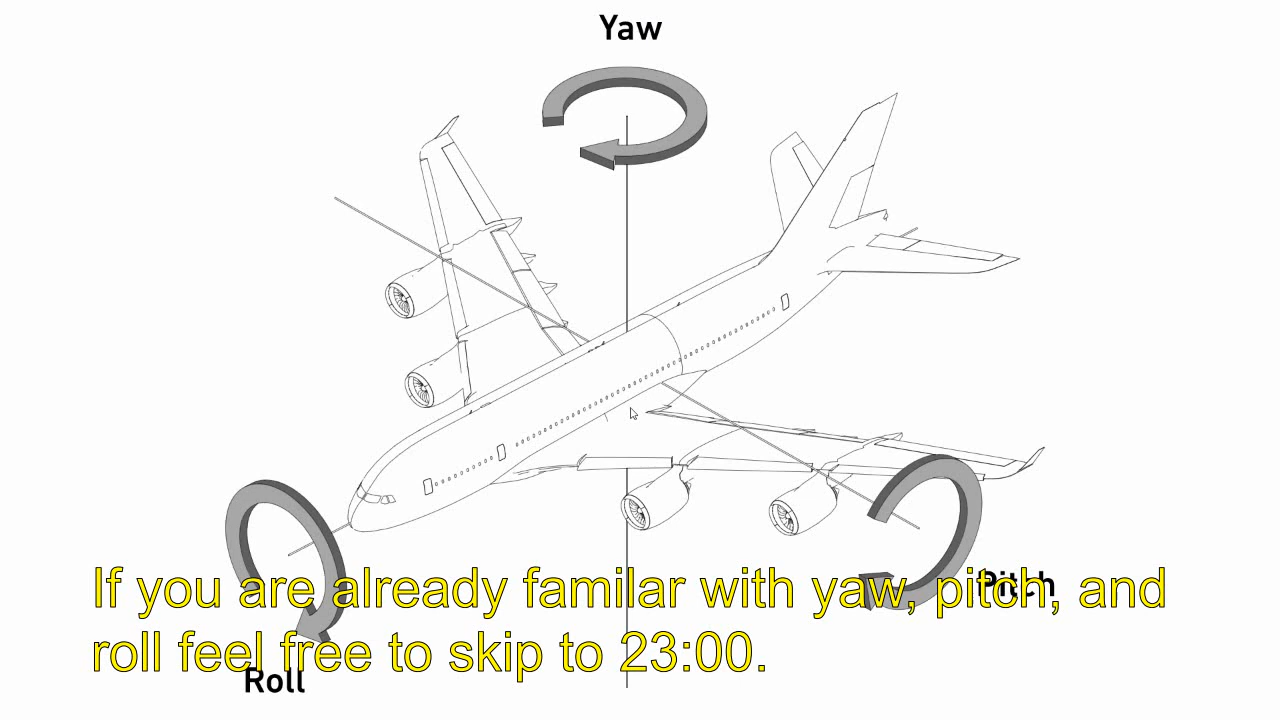 Yaw
If you are already familar with yaw, pitch, and
roll feel free to skip to 23:00.
Pitch
Roll